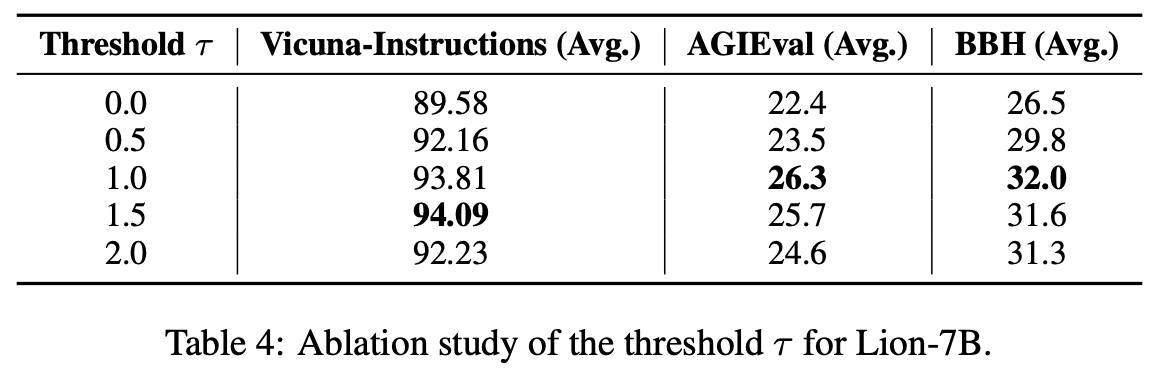 Threshold τ Vicuna-Instructions (Avg.) AGIEval (Avg.) BBH (Avg.)
0.0 89.58 22.4 26.5
0.5 92.16 23.5 29.8
1.0 93.81 26.3 32.0
1.5 94.09 25.7 31.6
2.0 92.23 24.6 31.3
Table 4: Ablation study of the threshold τ for Lion-7B.